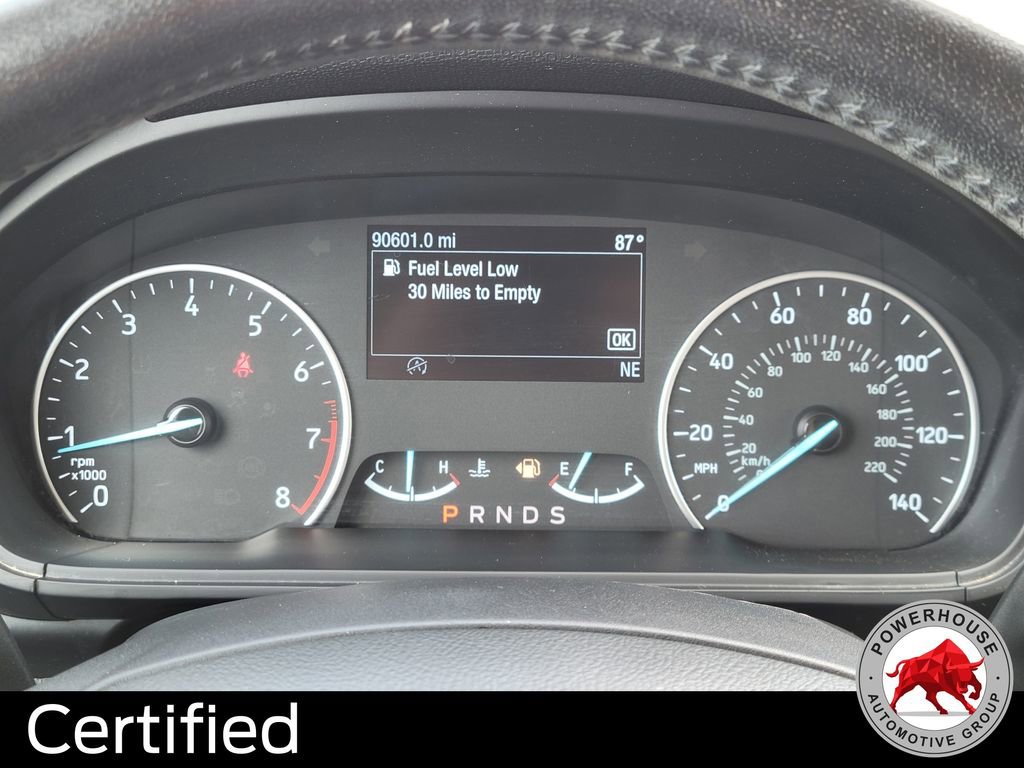 90601.0 mi 87°
Fuel Level Low
30 Miles to Empty
OK
NE
0 1 2 3 4 5 6 7 8
rpm
x1000
C H
E F
P R N D S
0 20 40 60 80 100 120 140
MPH
20 40 60 80 100 120 140 160 180 200 220
km/h
Certified
POWERHOUSE
AUTOMOTIVE GROUP